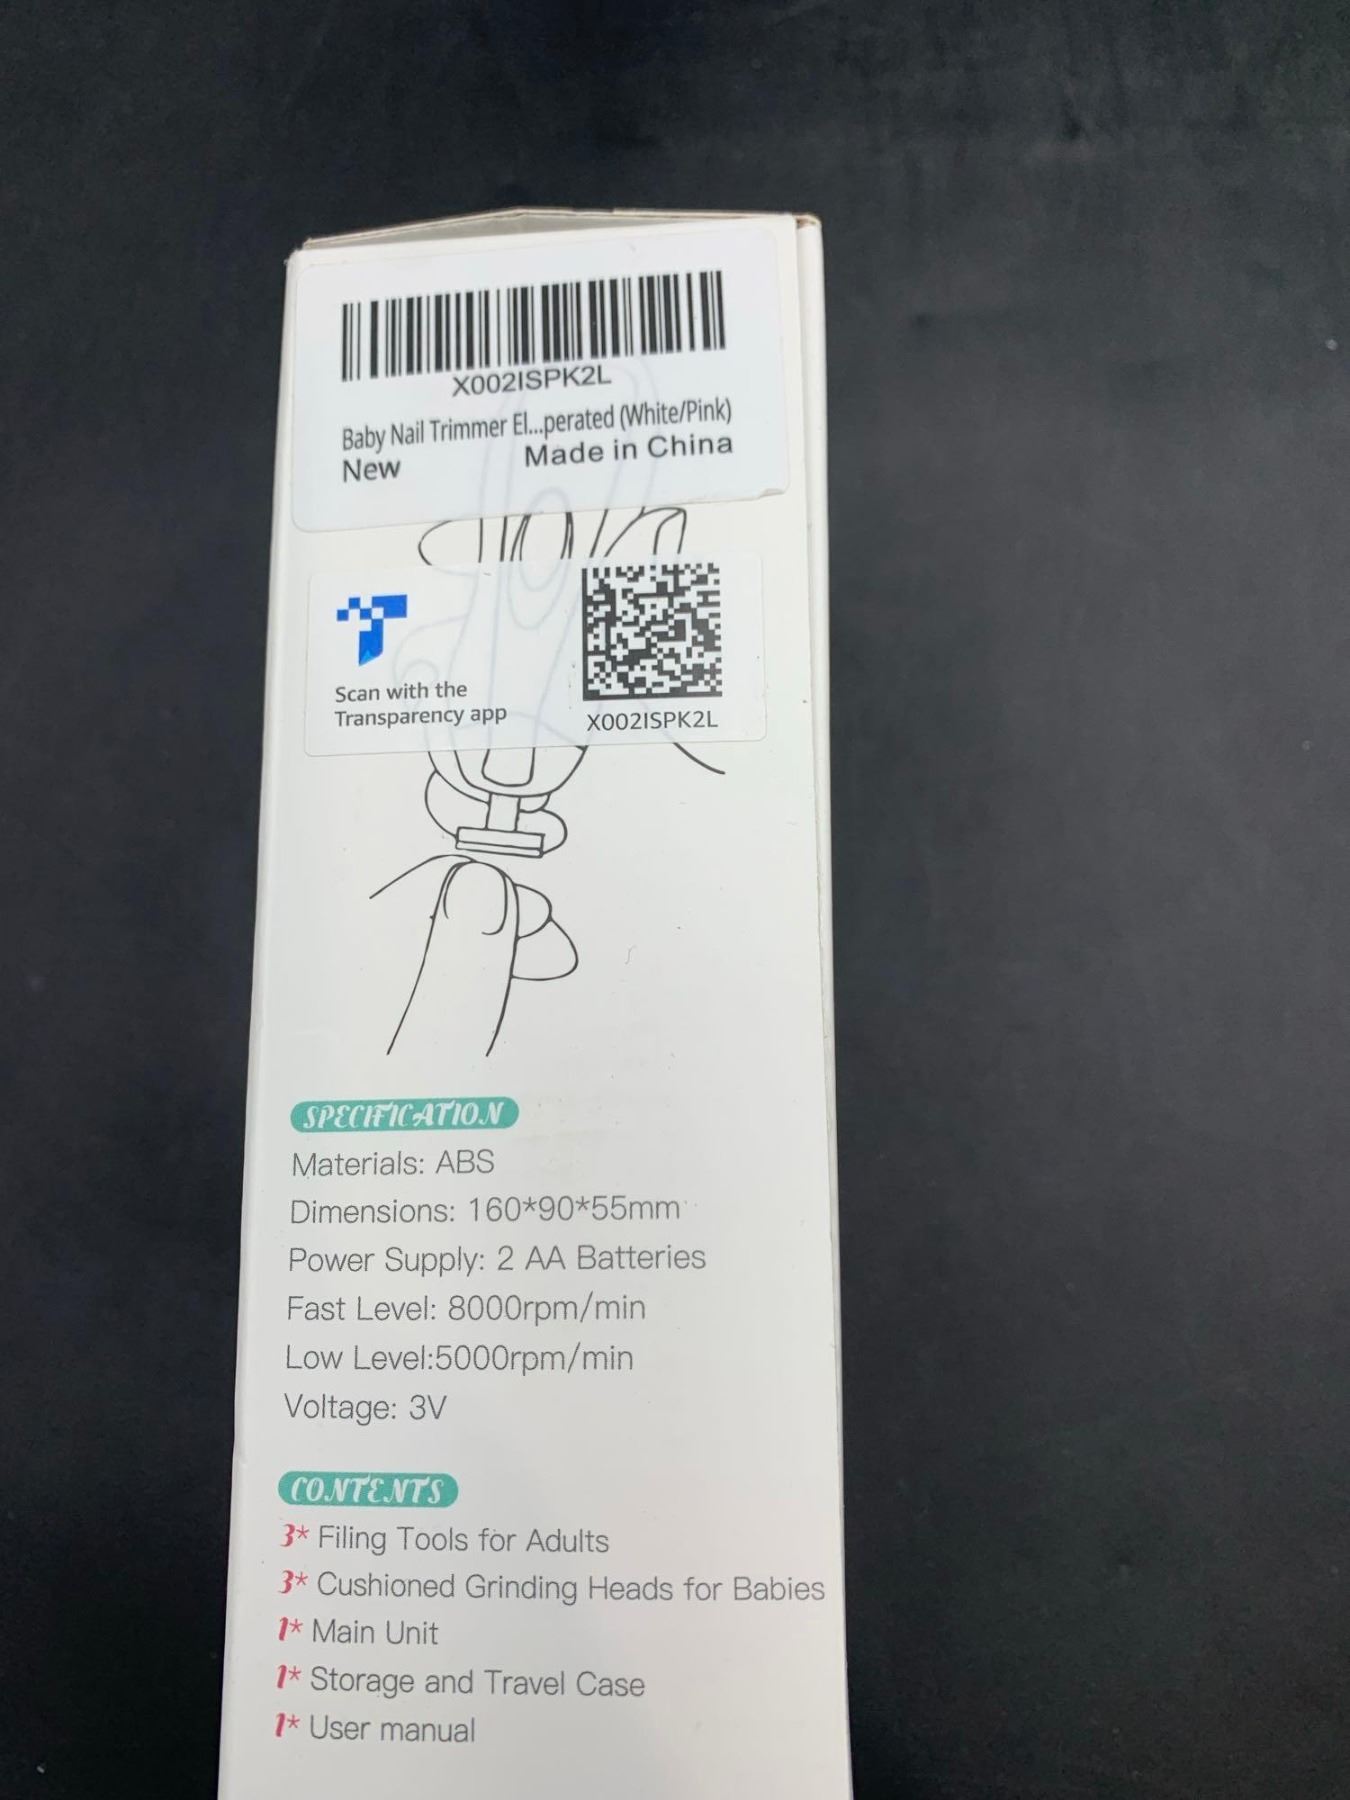 X002ISPK2L
Baby Nail Trimmer El...perated (White/Pink)
New
Made in China
Scan with the
Transparency app
X002ISPK2L
SPECIFICATION
Materials: ABS
Dimensions: 160*90*55mm
Power Supply: 2 AA Batteries
Fast Level: 8000rpm/min
Low Level:5000rpm/min
Voltage: 3V
CONTENTS
3* Filing Tools for Adults
3* Cushioned Grinding Heads for Babies
1* Main Unit
1* Storage and Travel Case
1* User manual